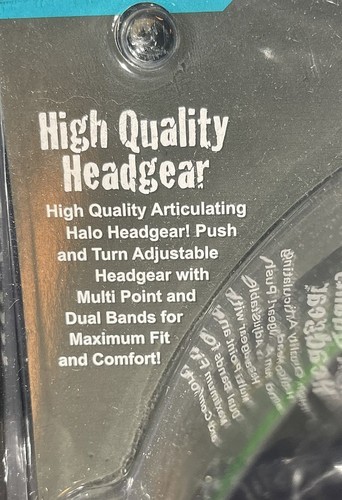 High Quality
Headgear
High Quality Articulating
Halo Headgear! Push
and Turn Adjustable
Headgear with
Multi Point and
Dual Bands for
Maximum Fit
and Comfort!